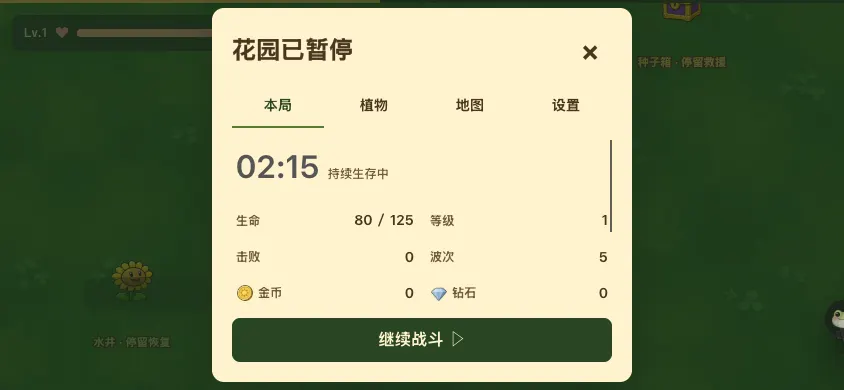 Lv.1
花园已暂停 ×
种子箱 · 停留救援
本局 植物 地图 设置
02:15 持续生存中
生命 80 / 125 等级 1
击败 0 波次 5
金币 0 钻石 0
水井 · 停留恢复
继续战斗 ▷